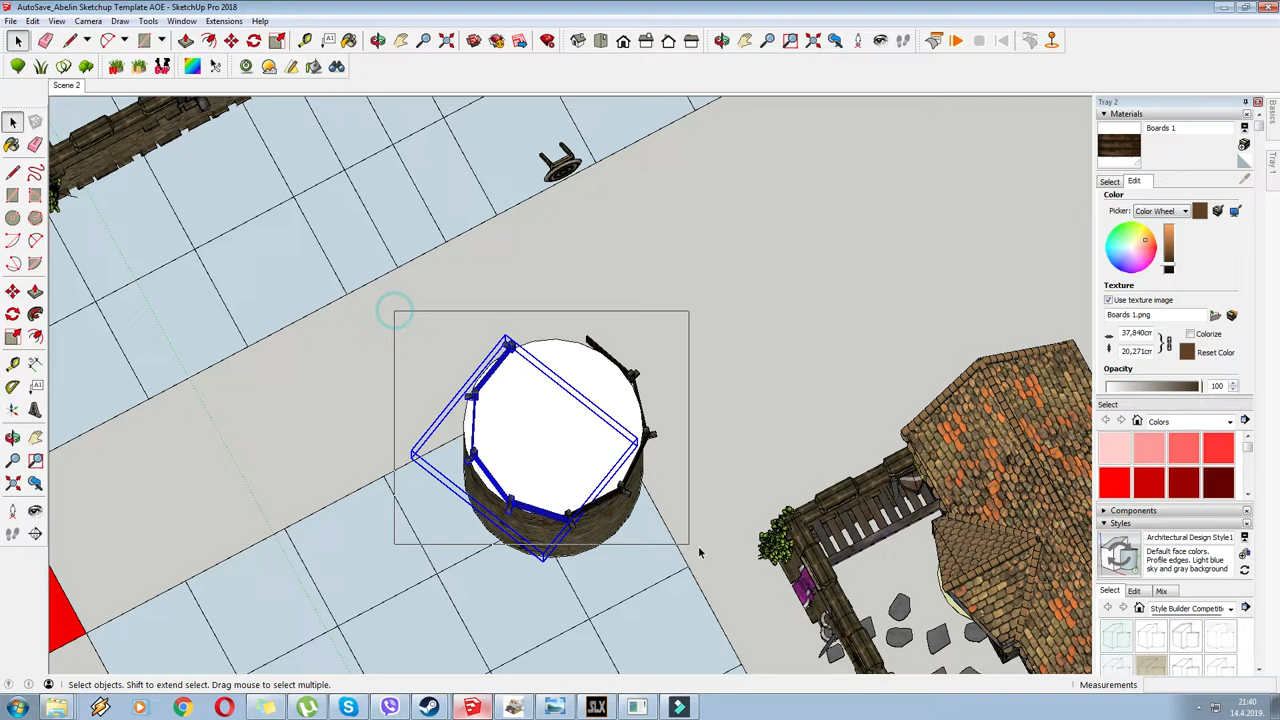 AutoSave_AbeJin Sketchup Template AOE - SketchUp Pro 2018
File Edit View Camera Draw Tools Window Extensions Help
Scene 2
Tray 2
Materials
Boards 1
Select Edit
Color
Picker: Color Wheel
Texture
Use texture image
Boards 1.png
37,840cm
Colorize
20,271cm
Reset Color
Opacity
100
Select
Colors
Components
Styles
Architectural Design Style1
Default face colors.
Profile edges. Light blue
sky and gray background
Select Edit Mix
Style Builder Competiti
Basics
Tray 1
Select objects. Shift to extend select. Drag mouse to select multiple.
Measurements
21:40
14.4.2019.